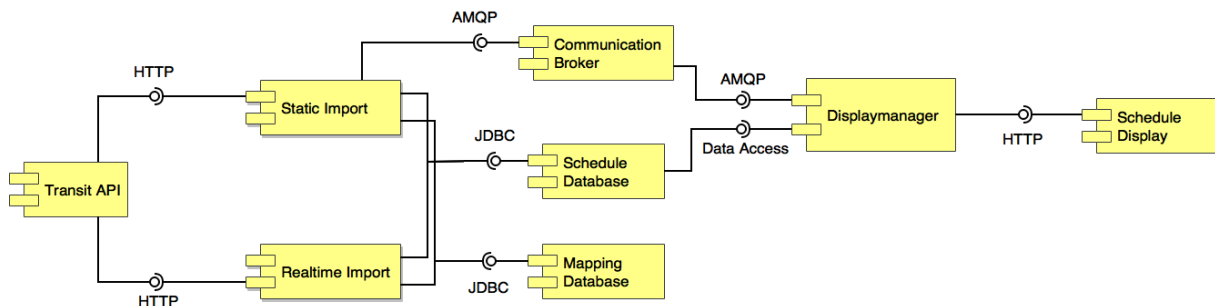 AMQP
Communication
Broker
HTTP
AMQP
Static Import
Displaymanager
Schedule
Display
JDBC
Data Access
HTTP
Schedule
Database
Transit API
Realtime Import
Mapping
Database
HTTP
JDBC